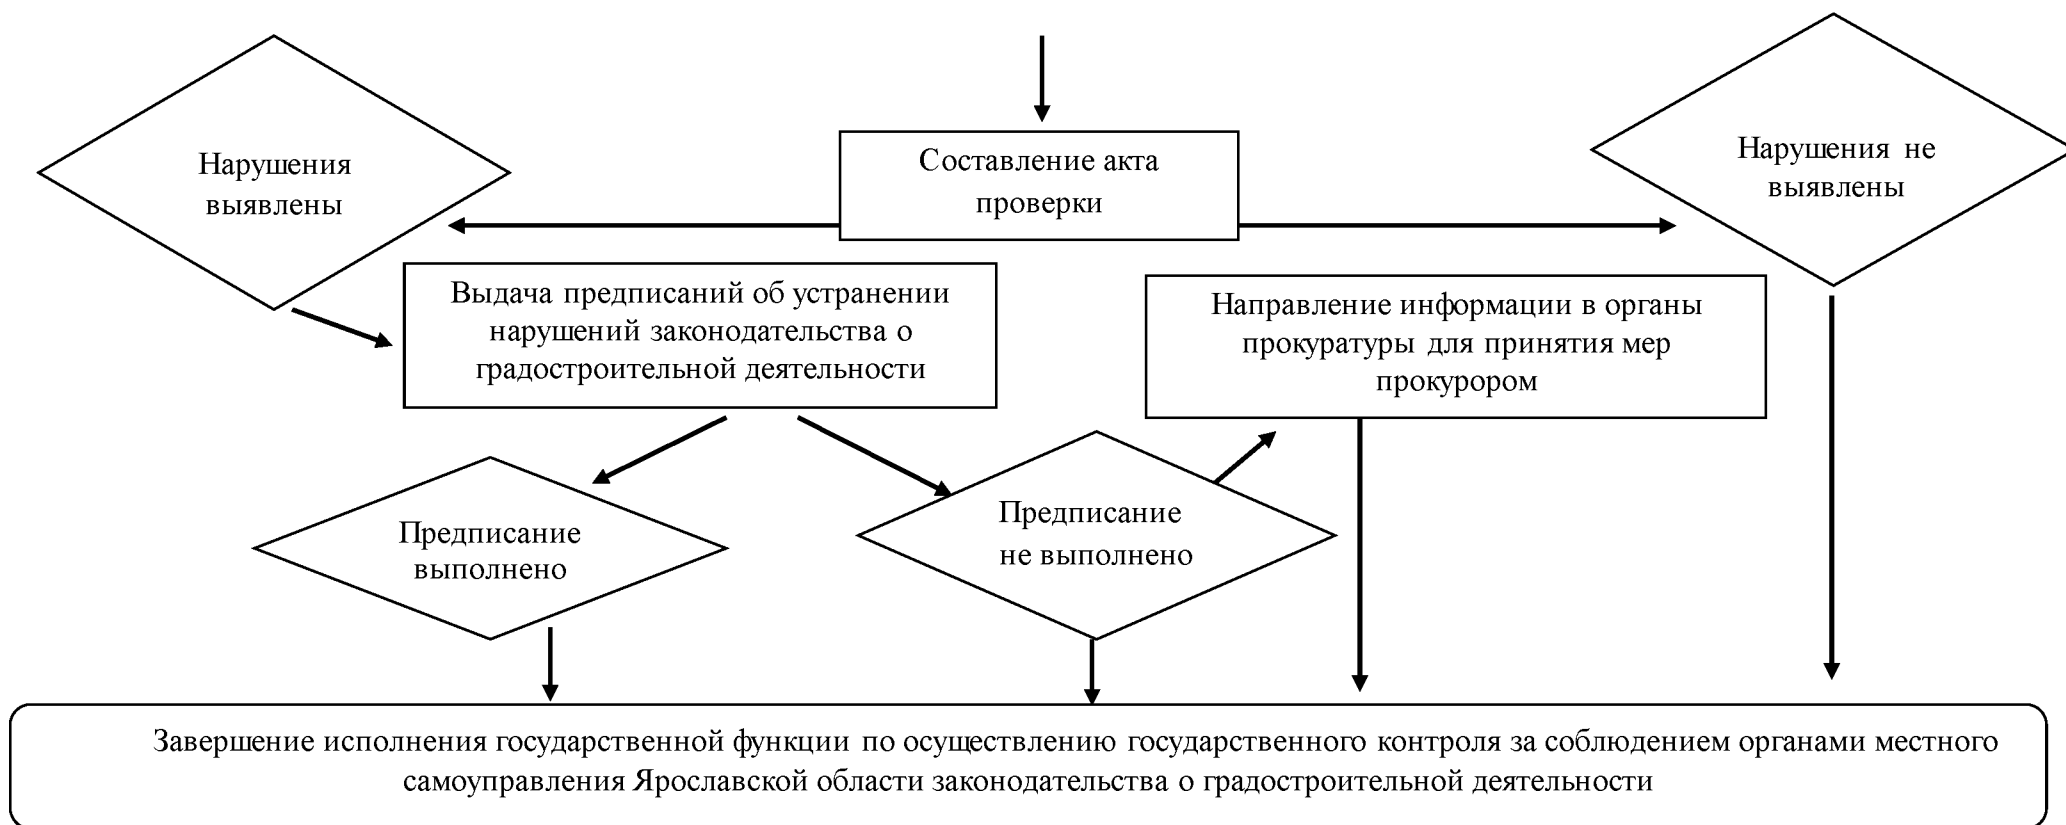 Нарушения
выявлены
Составление акта
проверки
Нарушения не
выявлены
Выдача предписаний об устранении
нарушений законодательства о
градостроительной деятельности
Направление информации в органы
прокуратуры для принятия мер
прокурором
Предписание
выполнено
Предписание
не выполнено
Завершение исполнения государственной функции по осуществлению государственного контроля за соблюдением органами местного
самоуправления Ярославской области законодательства о градостроительной деятельности